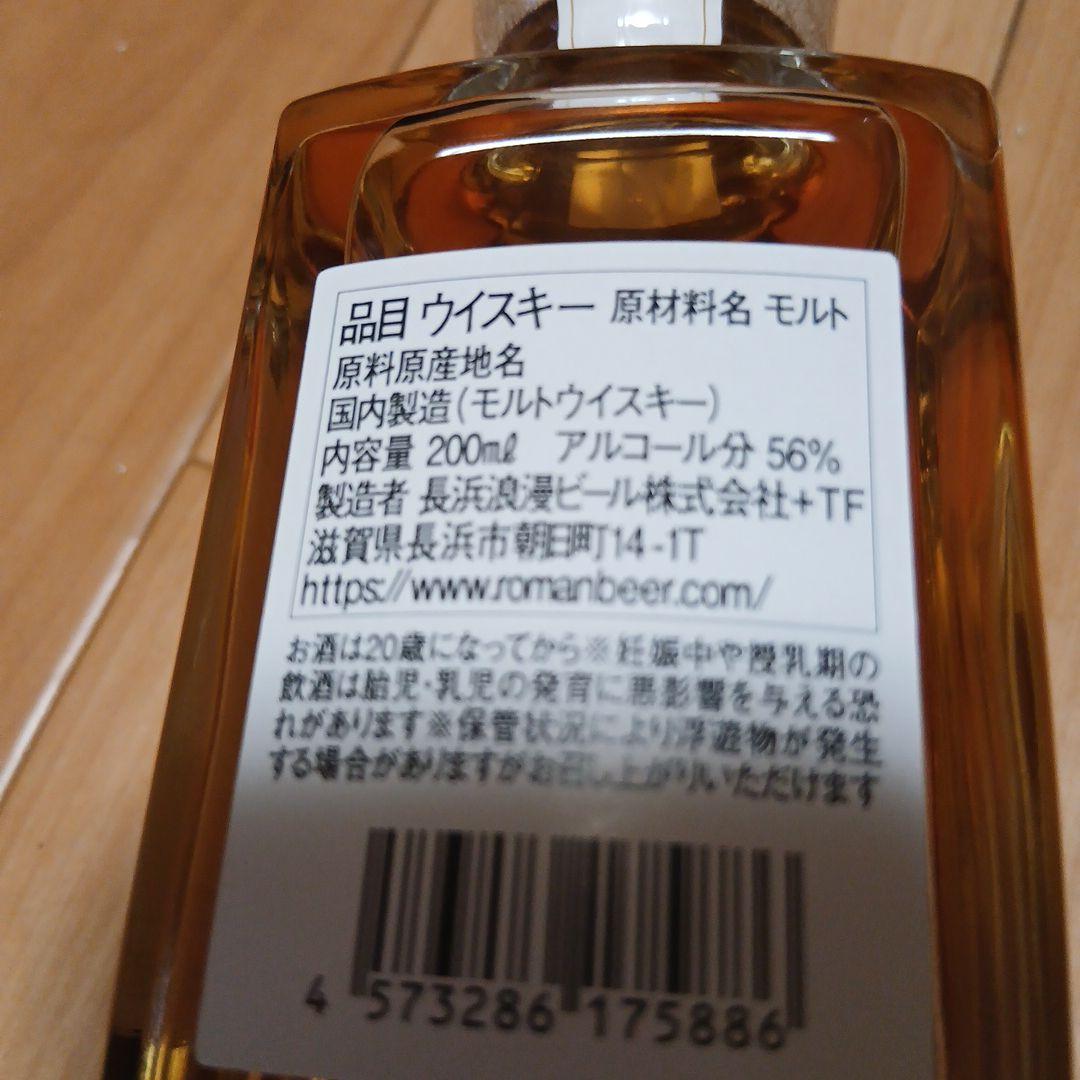 品目 ウイスキー 原材料名 モルト
原料原産地名
国内製造(モルトウイスキー)
内容量 200㎖ アルコール分 56%
製造者 長浜浪漫ビール株式会社+TF
滋賀県長浜市朝日町14-1T
https://www.romanbeer.com/
お酒は20歳になってから※妊娠中や授乳期の
飲酒は胎児・乳児の発育に悪影響を与える恐
れがあります※保管状況により浮遊物が発生
する場合がありますがお召し上がりいただけます
4 573286 175886